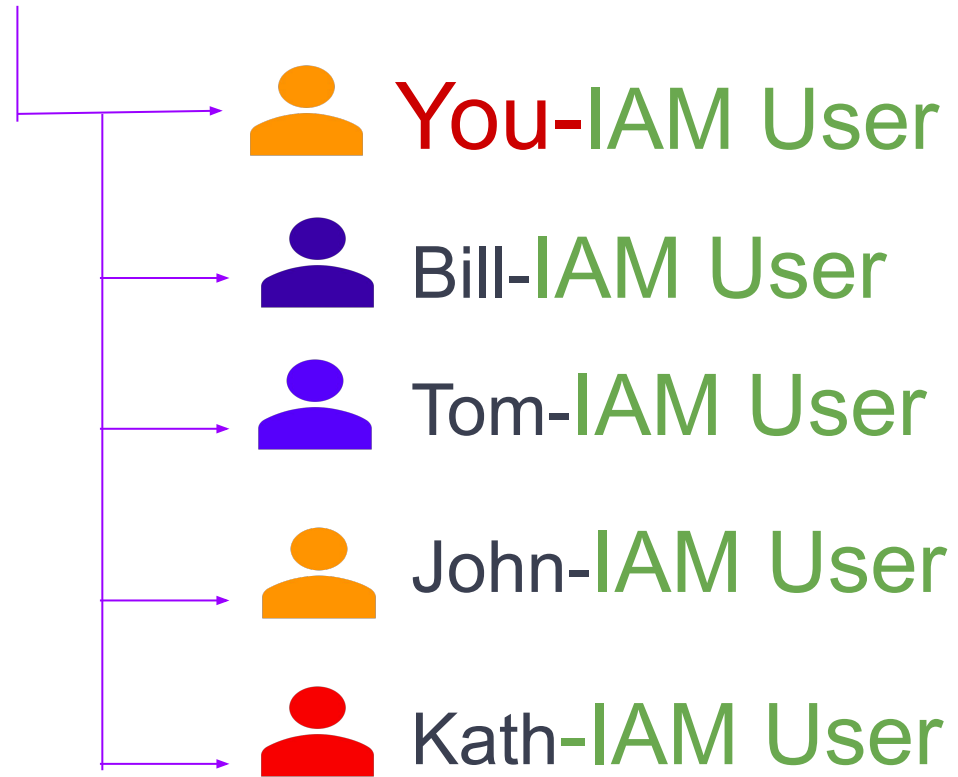 You-IAM User
Bill-IAM User
Tom-IAM User
John-IAM User
Kath-IAM User